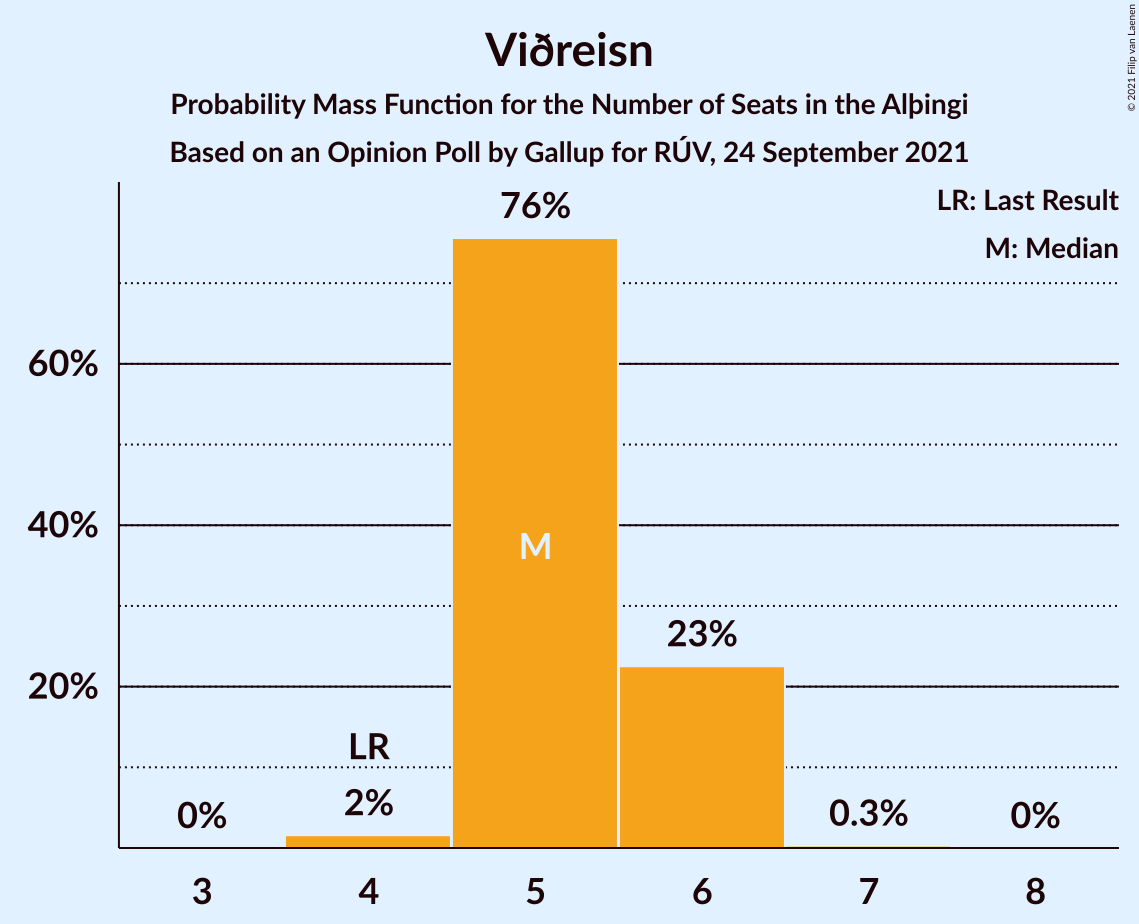 Viðreisn
Probability Mass Function for the Number of Seats in the Alþingi
Based on an Opinion Poll by Gallup for RÚV, 24 September 2021
© 2021 Filip van Laenen
LR: Last Result
M: Median
76%
60%
40%
M
23%
20%
LR
0%
2%
0.3%
0%
3 4 5 6 7 8